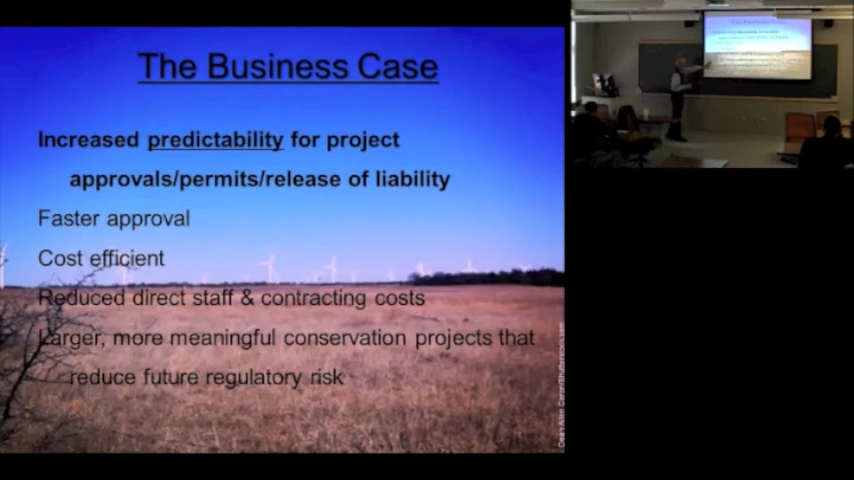 The Business Case
Increased predictability for project
approvals/permits/release of liability
Faster approval
Cost efficient
Reduced direct staff & contracting costs
Larger, more meaningful conservation projects that
reduce future regulatory risk